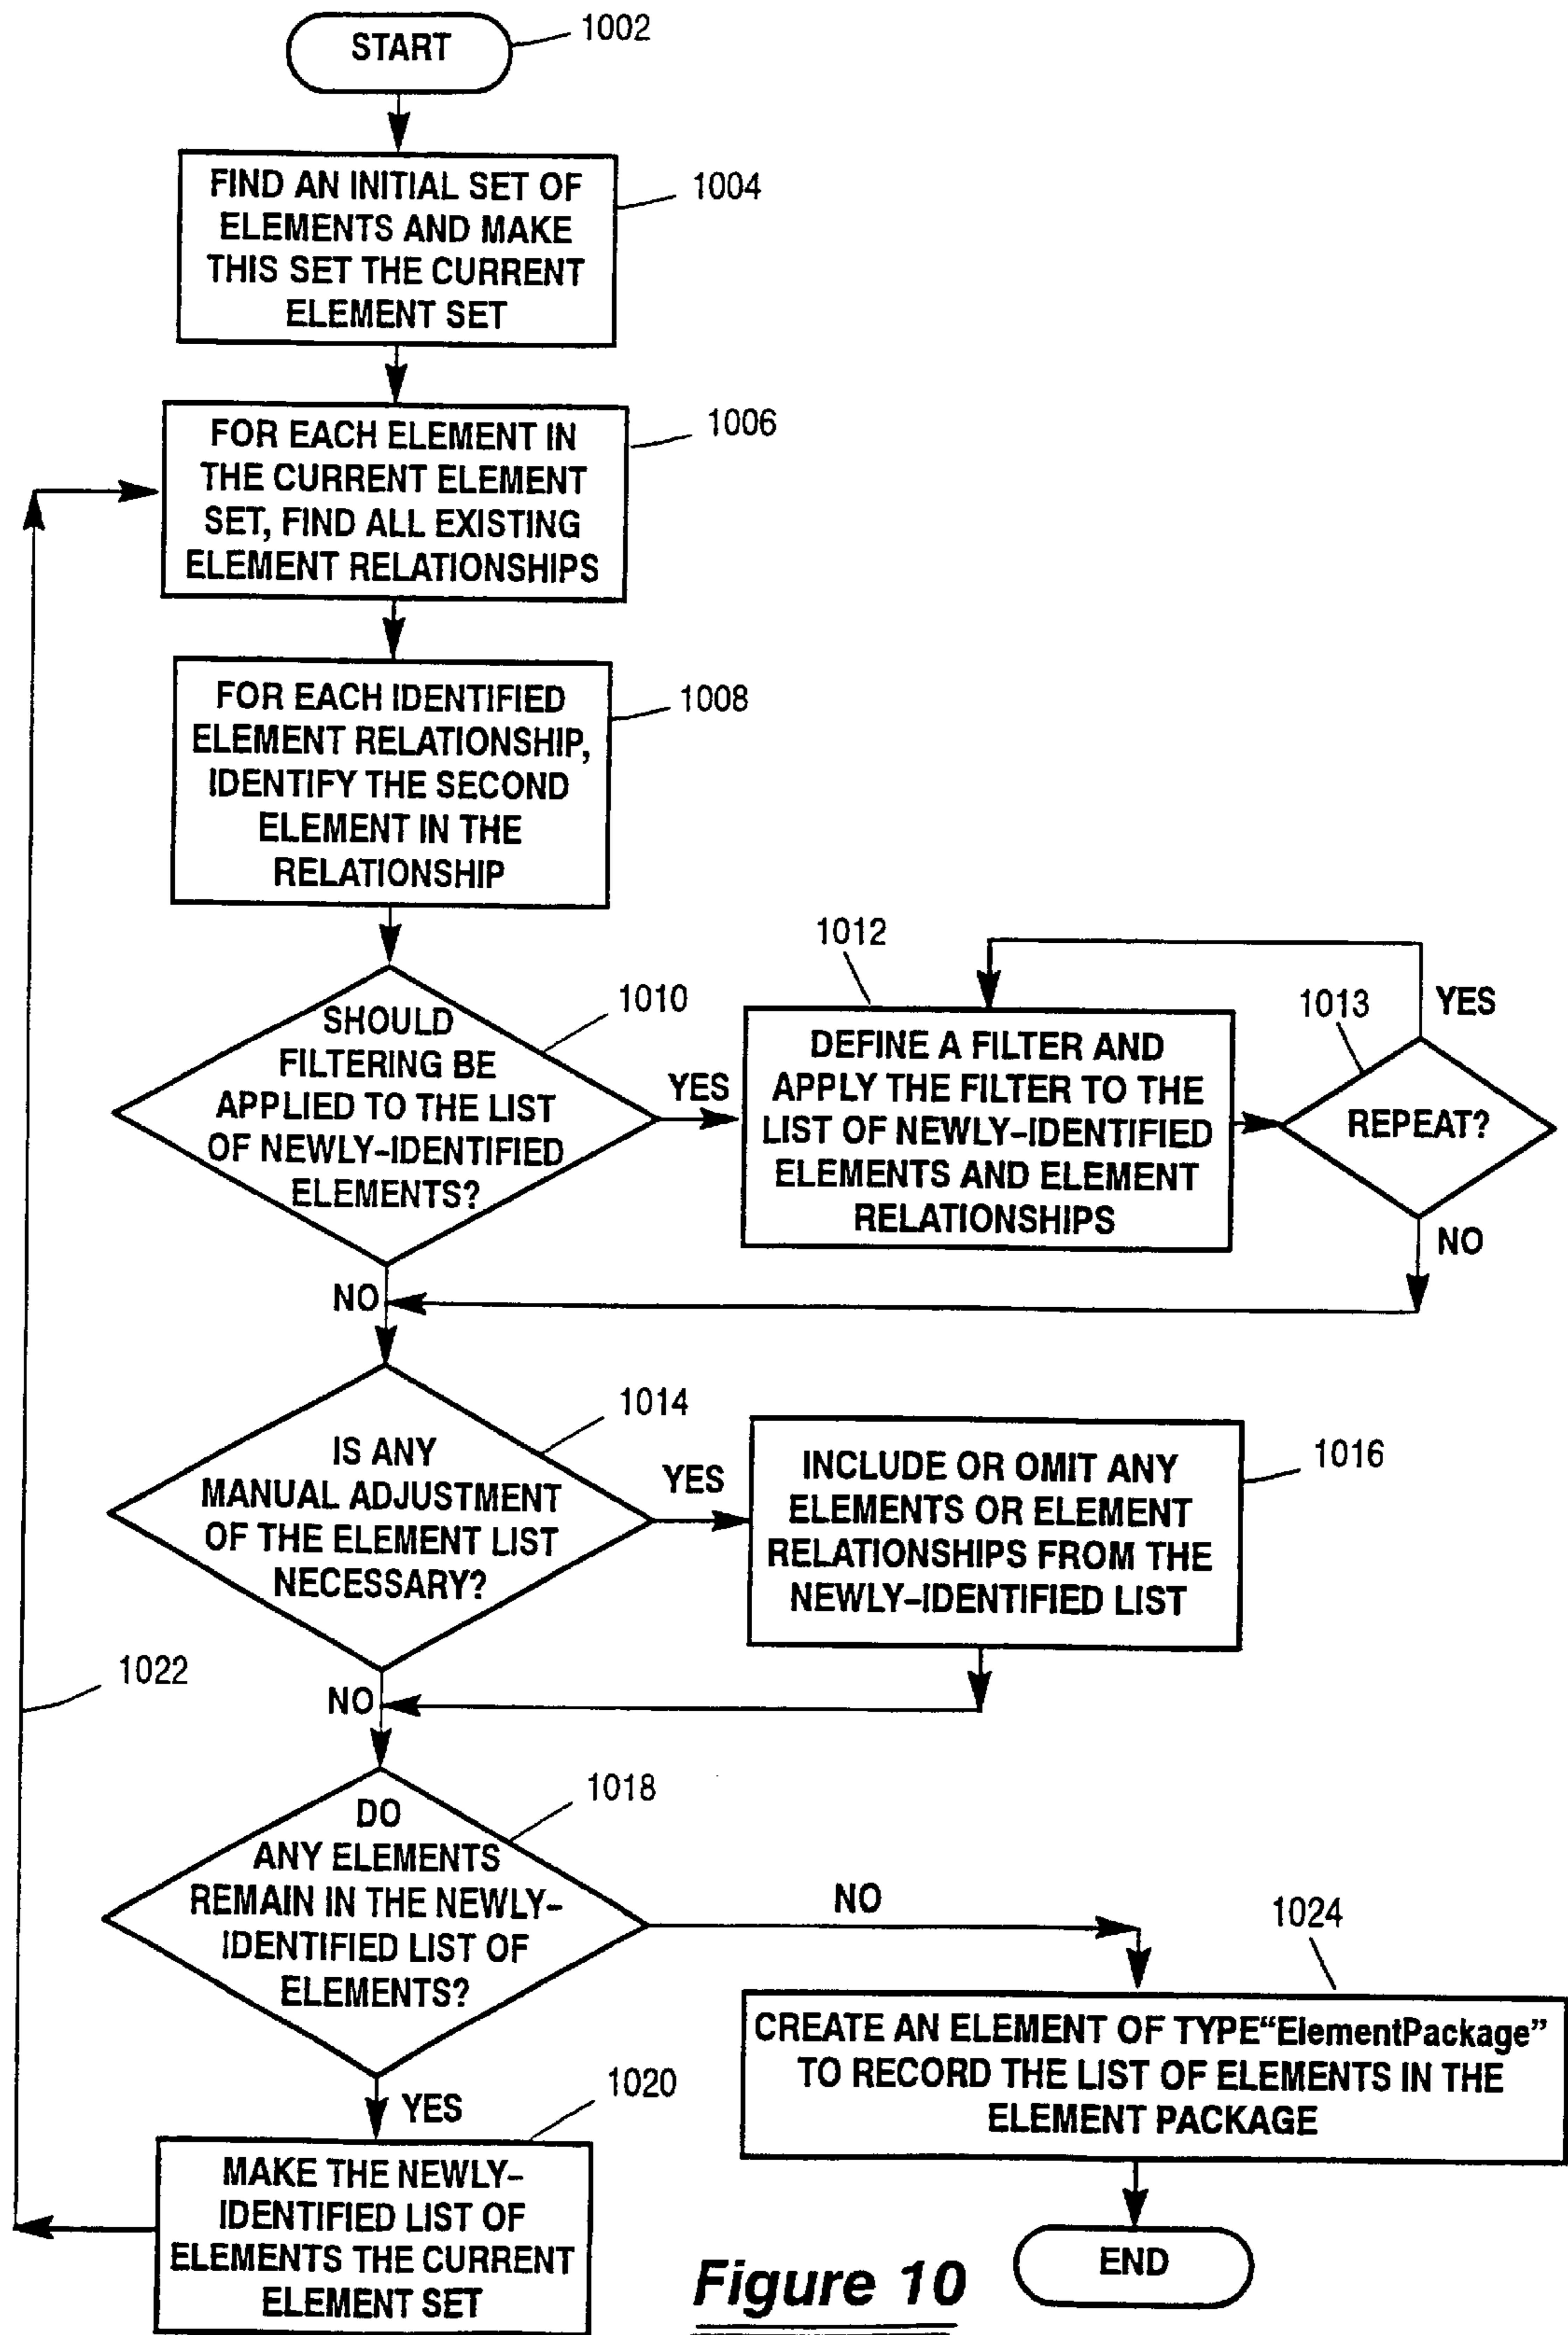 START
1002
FIND AN INITIAL SET OF
ELEMENTS AND MAKE
THIS SET THE CURRENT
ELEMENT SET
1004
FOR EACH ELEMENT IN
THE CURRENT ELEMENT
SET, FIND ALL EXISTING
ELEMENT RELATIONSHIPS
1006
FOR EACH IDENTIFIED
ELEMENT RELATIONSHIP,
IDENTIFY THE SECOND
ELEMENT IN THE
RELATIONSHIP
1008
SHOULD
FILTERING BE
APPLIED TO THE LIST
OF NEWLY-IDENTIFIED
ELEMENTS?
1010
YES
1012
DEFINE A FILTER AND
APPLY THE FILTER TO THE
LIST OF NEWLY-IDENTIFIED
ELEMENTS AND ELEMENT
RELATIONSHIPS
1013
YES
REPEAT?
NO
NO
IS ANY
MANUAL ADJUSTMENT
OF THE ELEMENT LIST
NECESSARY?
1014
YES
INCLUDE OR OMIT ANY
ELEMENTS OR ELEMENT
RELATIONSHIPS FROM THE
NEWLY-IDENTIFIED LIST
1016
1022
NO
DO
ANY ELEMENTS
REMAIN IN THE NEWLY-
IDENTIFIED LIST OF
ELEMENTS?
1018
NO
1024
CREATE AN ELEMENT OF TYPE“ElementPackage”
TO RECORD THE LIST OF ELEMENTS IN THE
ELEMENT PACKAGE
YES
1020
MAKE THE NEWLY-
IDENTIFIED LIST OF
ELEMENTS THE CURRENT
ELEMENT SET
END
Figure 10